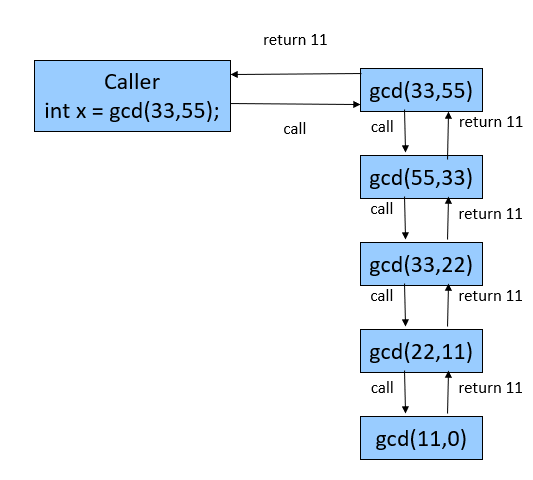 return 11
Caller
int x = gcd(33,55);
call
gcd(33,55)
call
return 11
gcd(55,33)
call
return 11
gcd(33,22)
call
return 11
gcd(22,11)
call
return 11
gcd(11,0)